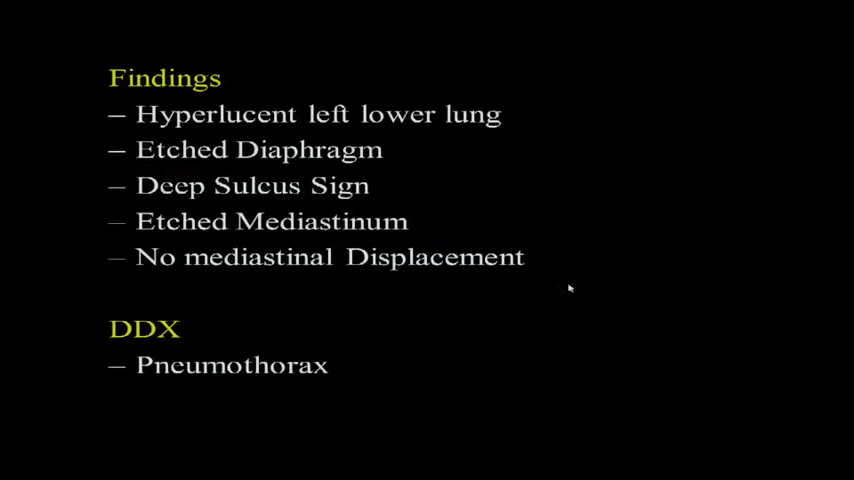 Findings
– Hyperlucent left lower lung
– Etched Diaphragm
– Deep Sulcus Sign
– Etched Mediastinum
– No mediastinal Displacement
DDX
– Pneumothorax